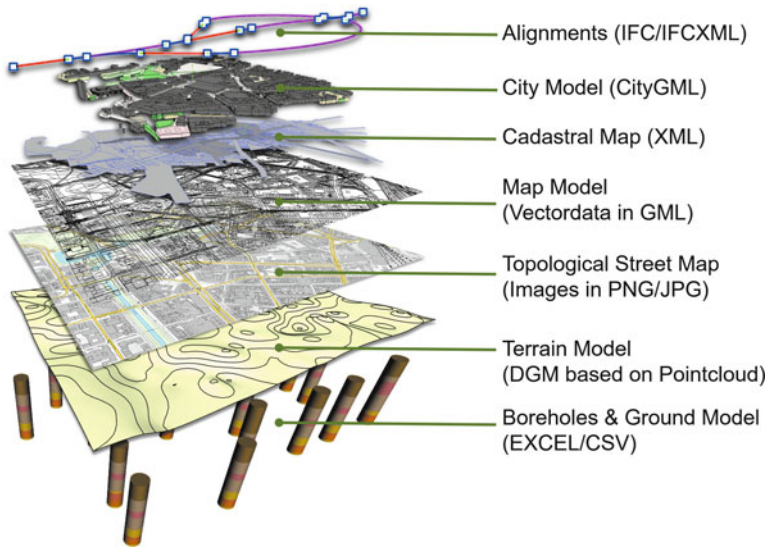 Alignments (IFC/IFCXML)
City Model (CityGML)
Cadastral Map (XML)
Map Model
(Vectordata in GML)
Topological Street Map
(Images in PNG/JPG)
Terrain Model
(DGM based on Pointcloud)
Boreholes & Ground Model
(EXCEL/CSV)